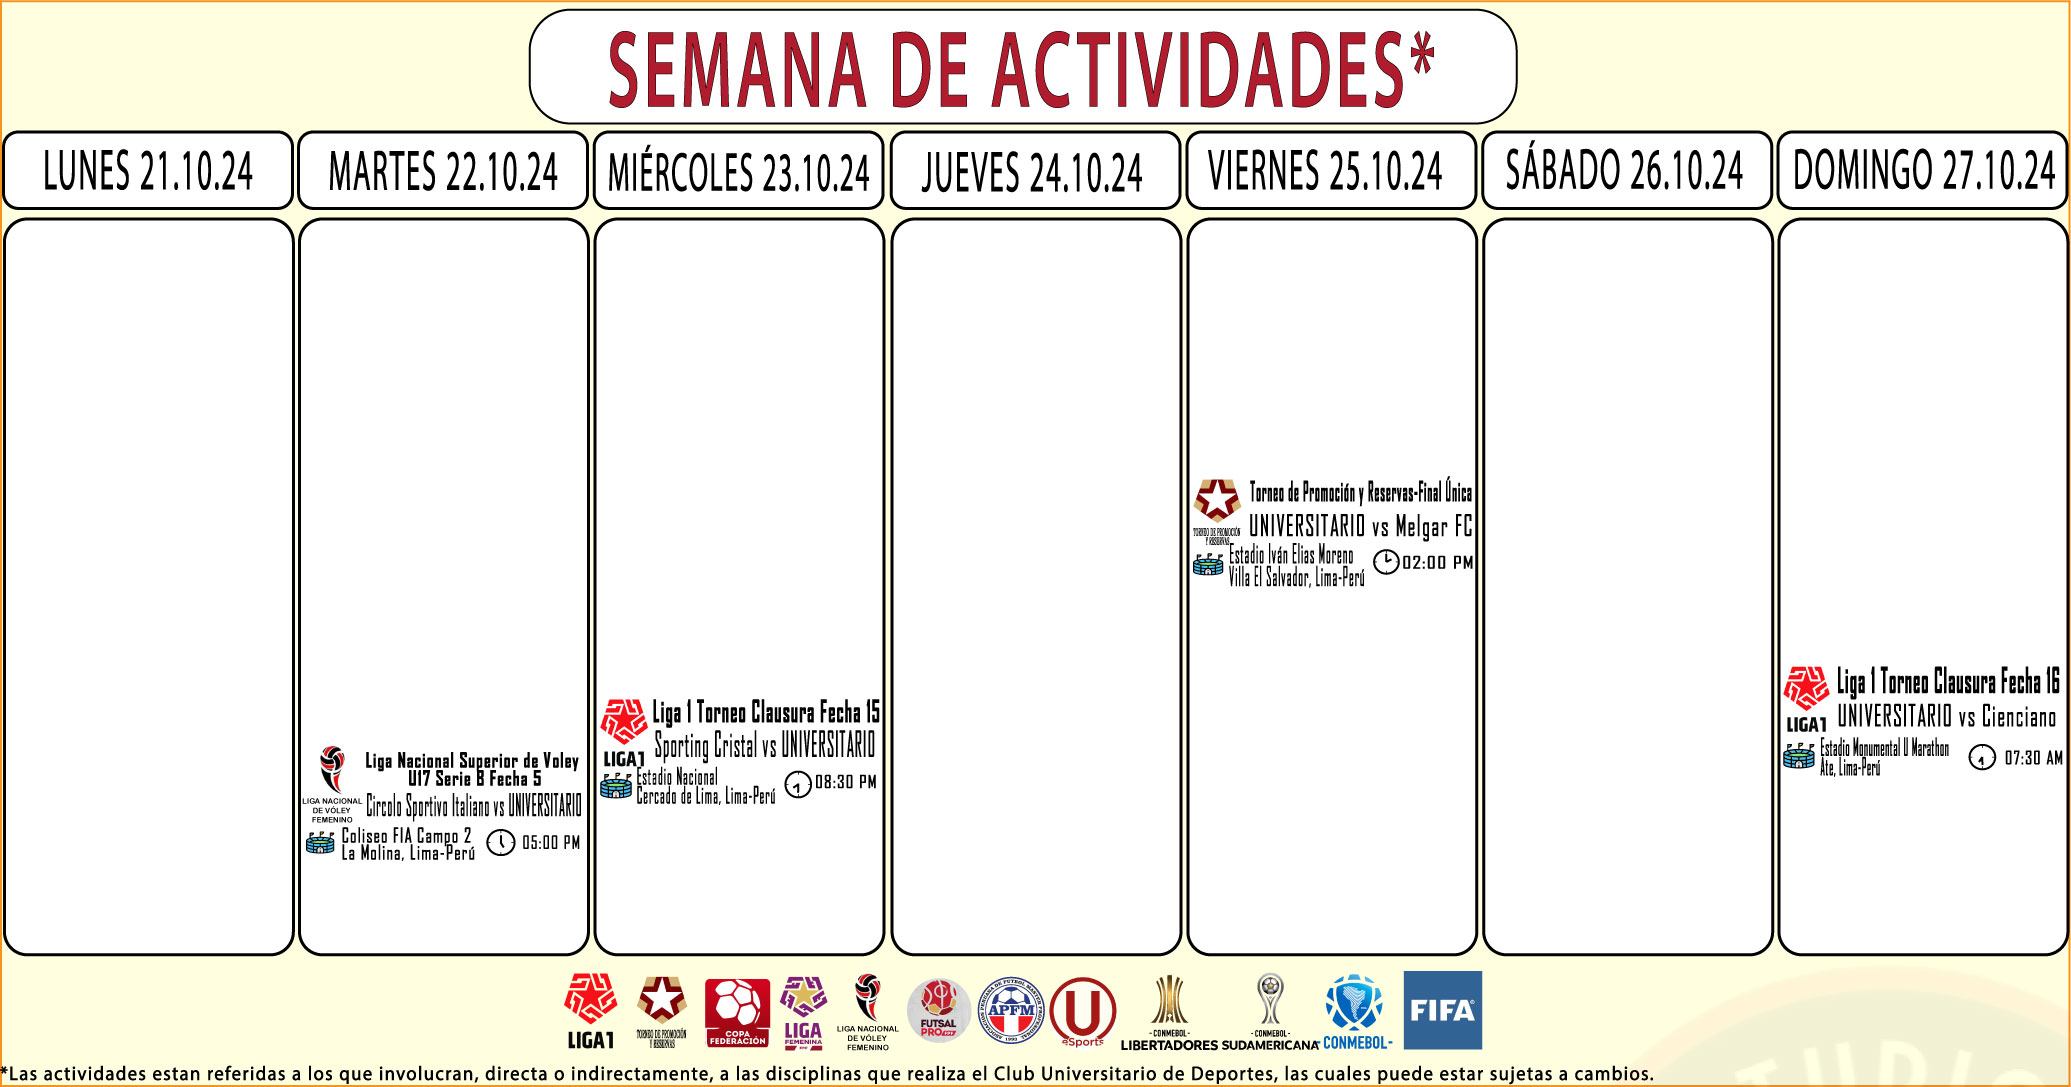 SEMANA DE ACTIVIDADES*
LUNES 21.10.24
MARTES 22.10.24
MIÉRCOLES 23.10.24
JUEVES 24.10.24
VIERNES 25.10.24
SÁBADO 26.10.24
DOMINGO 27.10.24
LIGA NACIONAL
DE VÓLEY
FEMENINO
Liga Nacional Superior de Voley
U17 Serie B Fecha 5
Circolo Sportivo Italiano vs UNIVERSITARIO
Coliseo FIA Campo 2
La Molina, Lima-Perú
05:00 PM
LIGA1
Liga 1 Torneo Clausura Fecha 15
Sporting Cristal vs UNIVERSITARIO
Estadio Nacional
Cercado de Lima, Lima-Perú
08:30 PM
TORNEO DE PROMOCIÓN
Y RESERVAS
Torneo de Promoción y Reservas-Final Única
UNIVERSITARIO vs Melgar FC
Estadio Iván Elias Moreno
Villa El Salvador, Lima-Perú
02:00 PM
LIGA1
Liga 1 Torneo Clausura Fecha 16
UNIVERSITARIO vs Cienciano
Estadio Monumental U Marathon
Ate, Lima-Perú
07:30 AM
LIGA1
TORNEO DE PROMOCIÓN
Y RESERVAS
COPA
FEDERACIÓN
LIGA
FEMENINA
LIGA NACIONAL
DE VÓLEY
FEMENINO
FUTSAL
PRO
APFM
U
eSports
-CONMEBOL-
LIBERTADORES
-CONMEBOL-
SUDAMERICANA
-CONMEBOL-
FIFA
*Las actividades estan referidas a los que involucran, directa o indirectamente, a las disciplinas que realiza el Club Universitario de Deportes, las cuales puede estar sujetas a cambios.